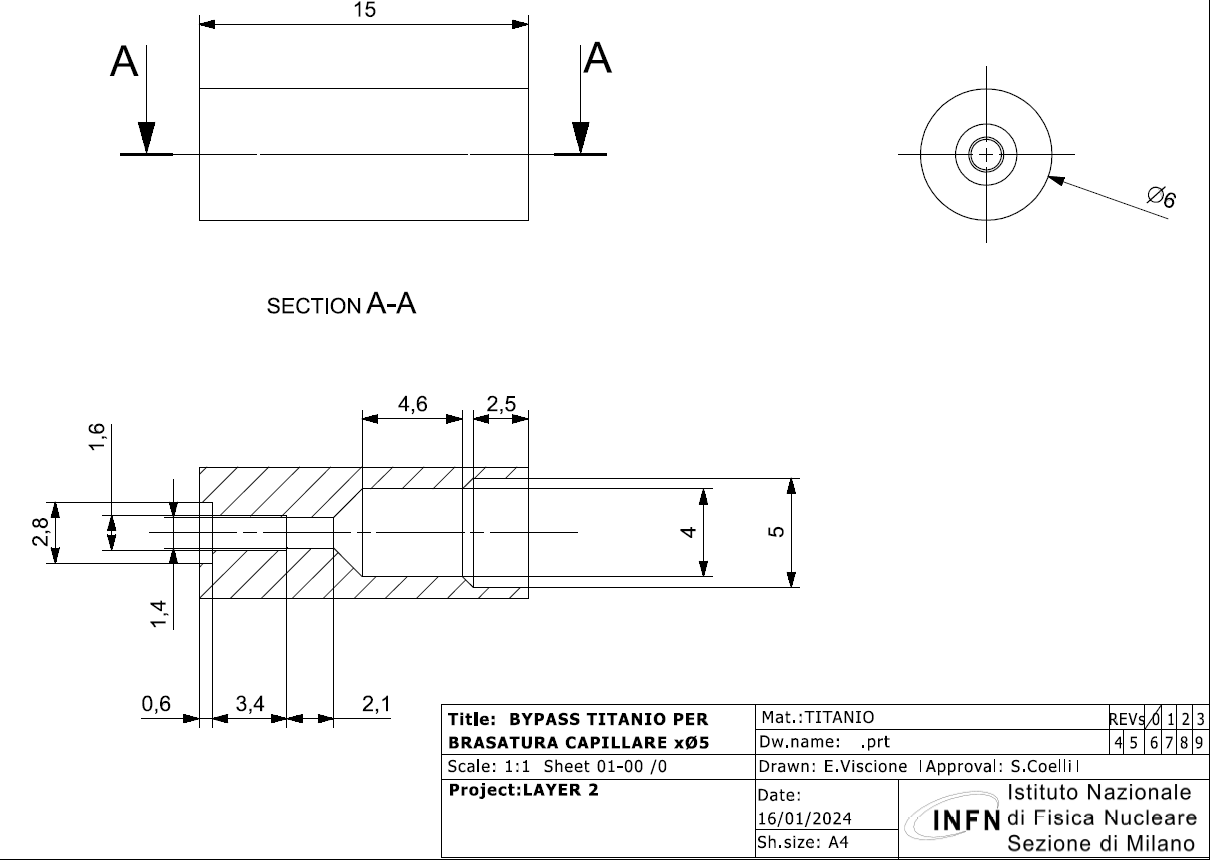 15
A
A
Ø6
SECTION A-A
4,6
2,5
1,6
2,8
1,4
4
5
0,6
3,4
2,1
Title: BYPASS TITANIO PER
BRASATURA CAPILLARE xØ5
Scale: 1:1 Sheet 01-00 /0
Project:LAYER 2
Mat.:TITANIO
REVs 0 1 2 3
Dw.name: .prt
4 5 6 7 8 9
Drawn: E.Viscione Approval: S.Coelli
Date:
16/01/2024
Sh.size: A4
INFN
Istituto Nazionale
di Fisica Nucleare
Sezione di Milano